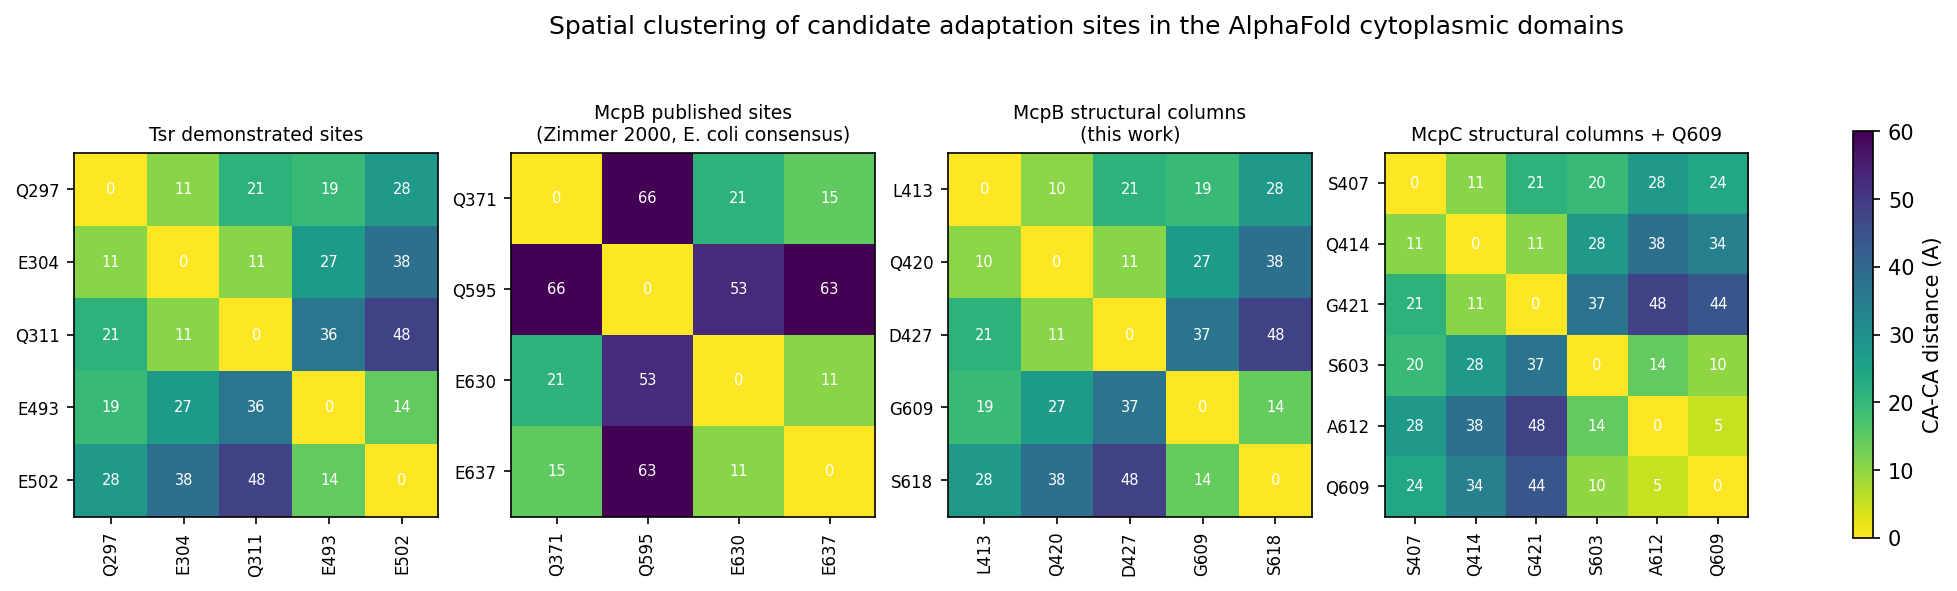 Spatial clustering of candidate adaptation sites in the AlphaFold cytoplasmic domains
Tsr demonstrated sites
Q297 0 11 21 19 28
E304 11 0 11 27 38
Q311 21 11 0 36 48
E493 19 27 36 0 14
E502 28 38 48 14 0
Q297 E304 Q311 E493 E502
McpB published sites
(Zimmer 2000, E. coli consensus)
Q371 0 66 21 15
Q595 66 0 53 63
E630 21 53 0 11
E637 15 63 11 0
Q371 Q595 E630 E637
McpB structural columns
(this work)
L413 0 10 21 19 28
Q420 10 0 11 27 38
D427 21 11 0 37 48
G609 19 27 37 0 14
S618 28 38 48 14 0
L413 Q420 D427 G609 S618
McpC structural columns + Q609
S407 0 11 21 20 28 24
Q414 11 0 11 28 38 34
G421 21 11 0 37 48 44
S603 20 28 37 0 14 10
A612 28 38 48 14 0 5
Q609 24 34 44 10 5 0
S407 Q414 G421 S603 A612 Q609
60
50
40
30
20
10
0
CA-CA distance (A)